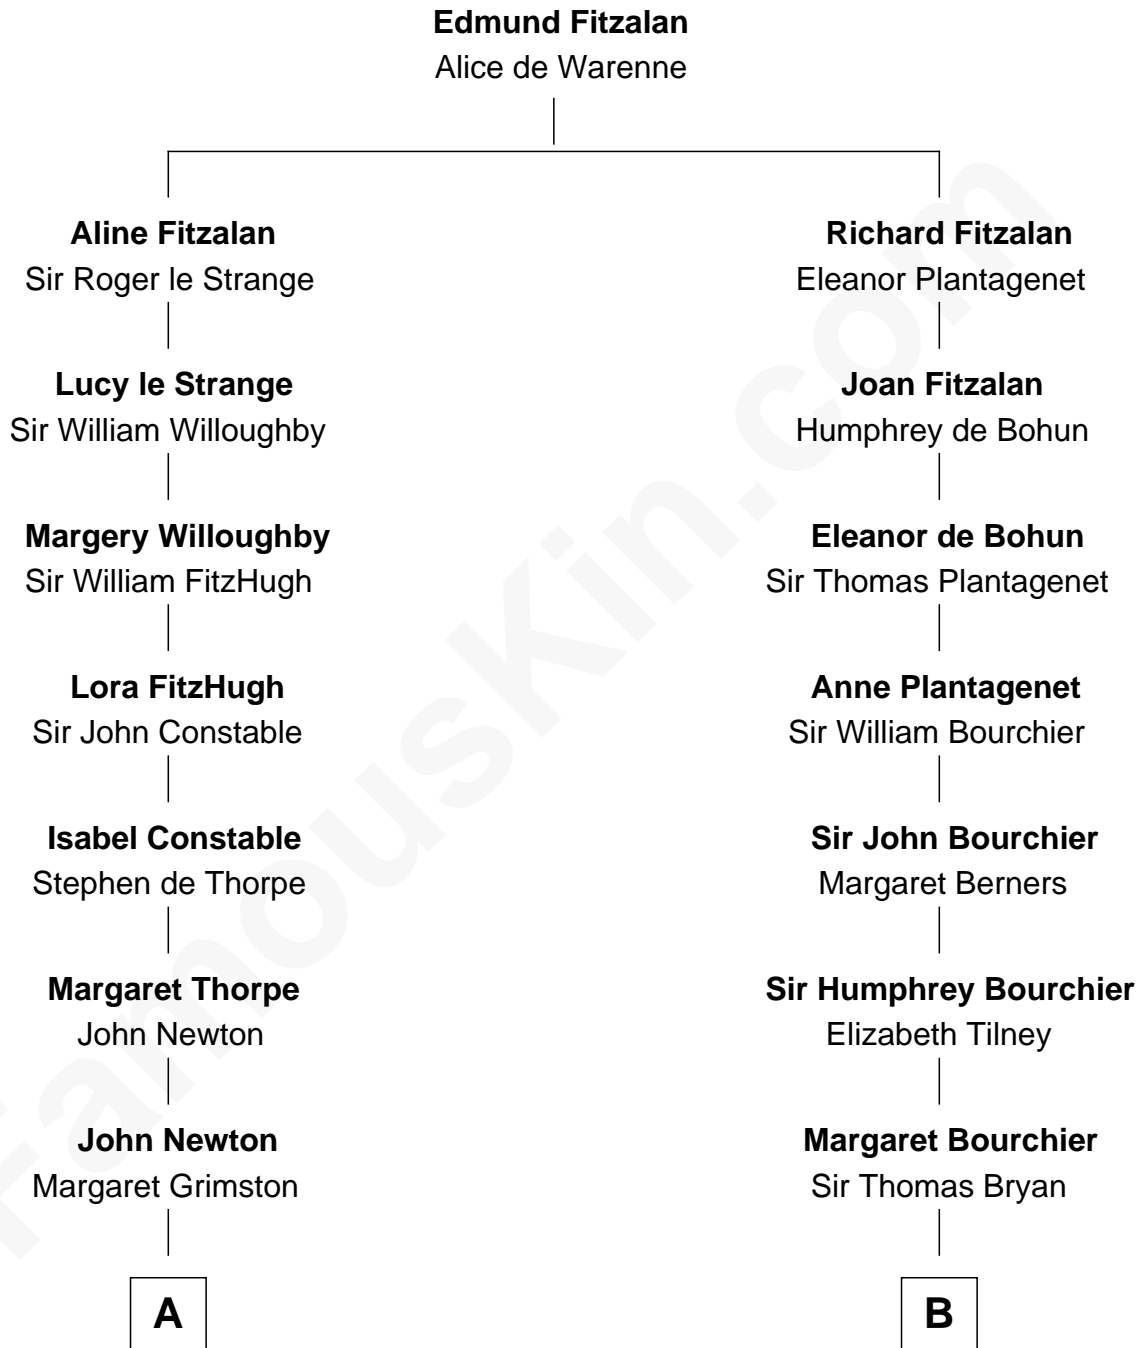 Edmund Fitzalan
Alice de Warenne
Aline Fitzalan
Sir Roger le Strange
Richard Fitzalan
Eleanor Plantagenet
Lucy le Strange
Sir William Willoughby
Joan Fitzalan
Humphrey de Bohun
Margery Willoughby
Sir William FitzHugh
Eleanor de Bohun
Sir Thomas Plantagenet
Lora FitzHugh
Sir John Constable
Anne Plantagenet
Sir William Bourchier
Isabel Constable
Stephen de Thorpe
Sir John Bourchier
Margaret Berners
Margaret Thorpe
John Newton
Sir Humphrey Bourchier
Elizabeth Tilney
John Newton
Margaret Grimston
Margaret Bourchier
Sir Thomas Bryan
A
B
FamousKin.com